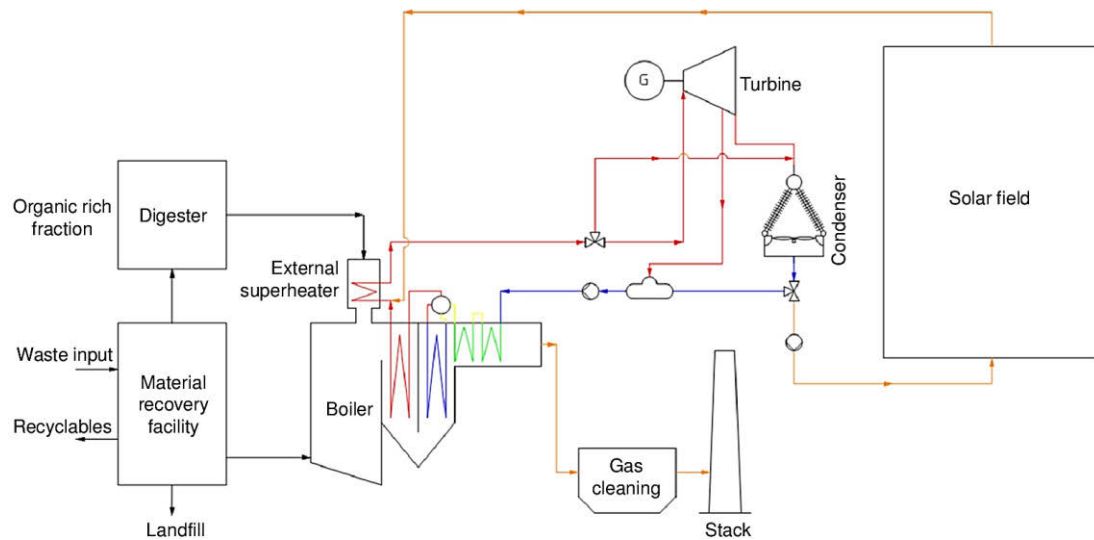 G
Turbine
Organic rich
fraction
Digester
Solar field
Condenser
External
superheater
Waste input
Material
recovery
facility
Recyclables
Boiler
Gas
cleaning
Landfill
Stack